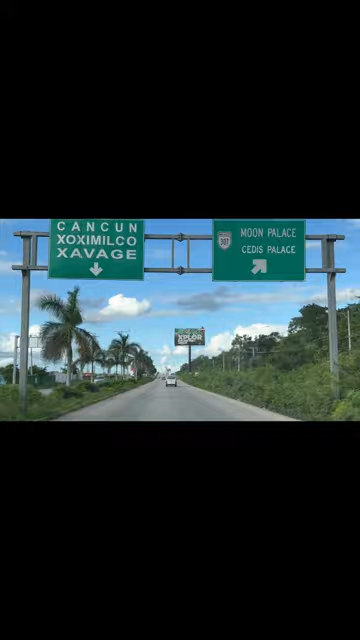 CANCUN
XOXIMILCO
XAVAGE
307
MOON PALACE
CEDIS PALACE
XPLOR